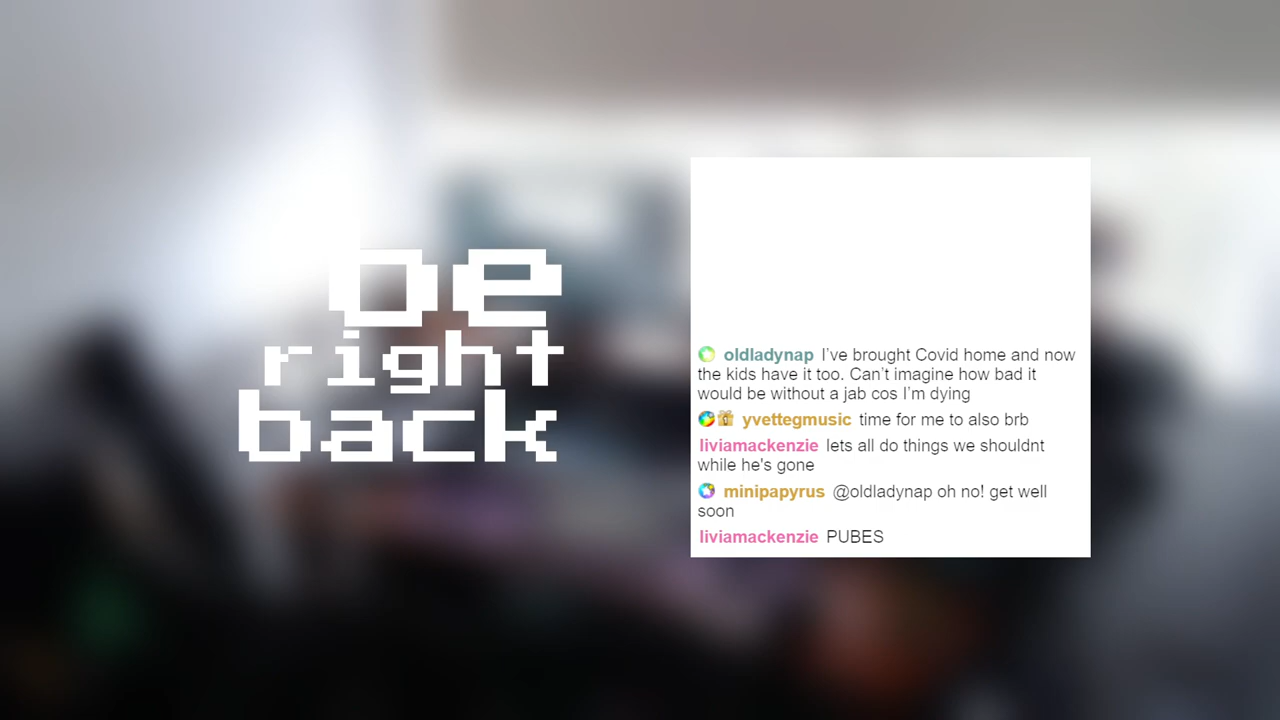 be
right
back
oldladynap I've brought Covid home and now
the kids have it too. Can't imagine how bad it
would be without a jab cos I'm dying
yvettegmusic time for me to also brb
liviamackenzie lets all do things we shouldnt
while he's gone
minipapyrus @oldladynap oh no! get well
soon
liviamackenzie PUBES